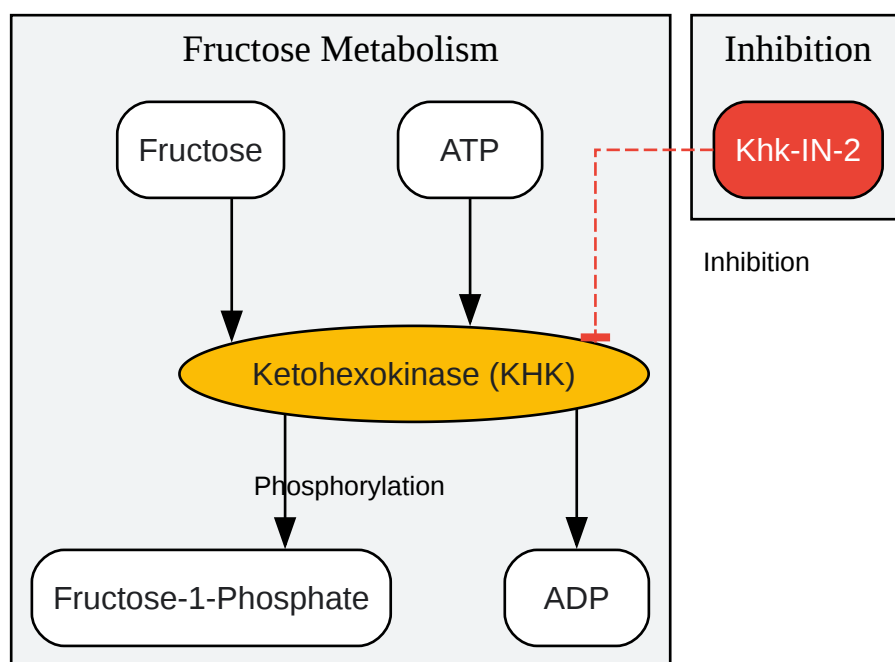 Fructose Metabolism
Inhibition
Fructose
ATP
Khk-IN-2
Inhibition
Ketohexokinase (KHK)
Phosphorylation
Fructose-1-Phosphate
ADP